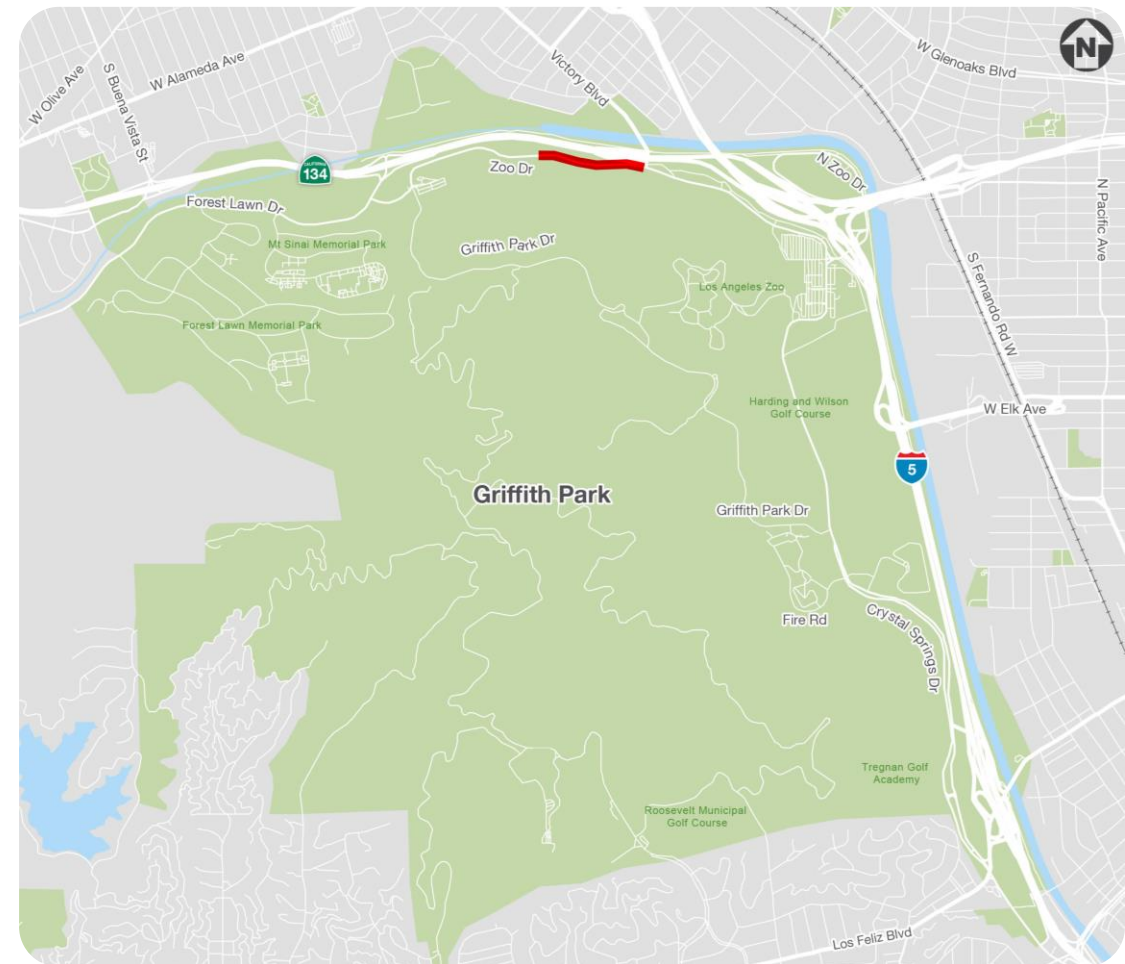 N
W Glenoaks Blvd
Victory Blvd
W Alameda Ave
W Olive Ave
S Buena Vista St
CALIFORNIA
134
Zoo Dr
N Zoo Dr
N Pacific Ave
Forest Lawn Dr
Mt Sinai Memorial Park
Griffith Park Dr
Los Angeles Zoo
S Fernando Rd W
Forest Lawn Memorial Park
Harding and Wilson
Golf Course
W Elk Ave
5
Griffith Park
Griffith Park Dr
Fire Rd
Crystal Springs Dr
Tregnan Golf
Academy
Roosevelt Municipal
Golf Course
Los Feliz Blvd